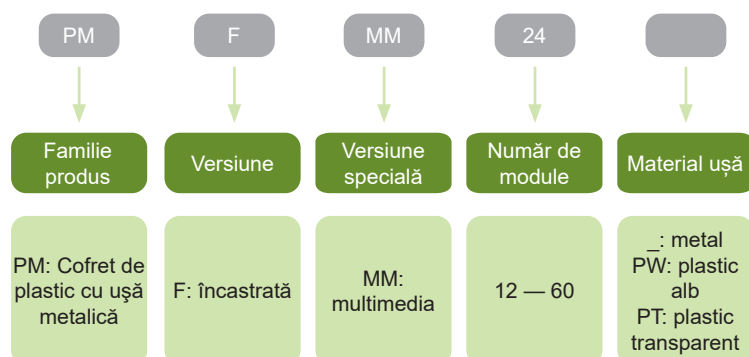 PM
F
MM
24
Familie
produs
Versiune
Versiune
specială
Număr de
module
Material ușă
PM: Cofret de
plastic cu uşă
metalică
F: încastrată
MM:
multimedia
12 — 60
_: metal
PW: plastic
alb
PT: plastic
transparent